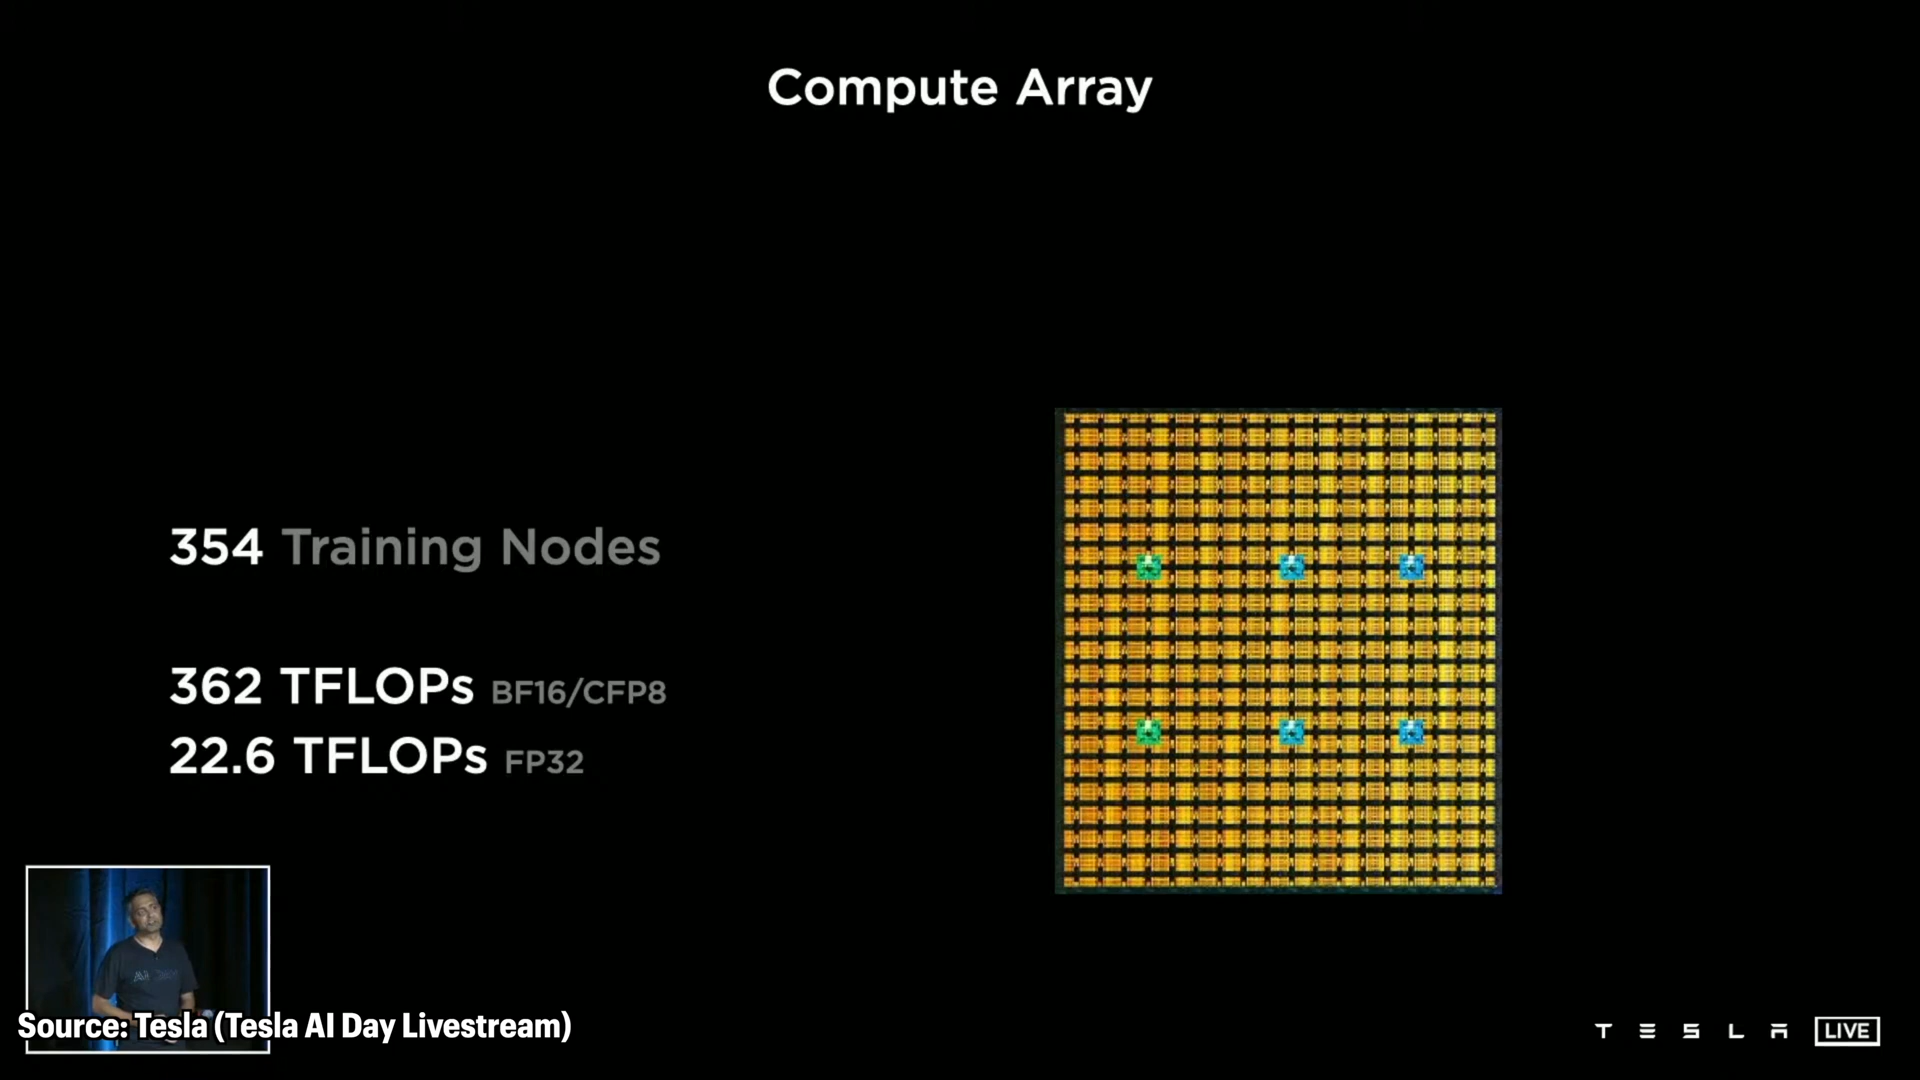 Compute Array
354 Training Nodes
362 TFLOPs BF16/CFP8
22.6 TFLOPs FP32
Source: Tesla (Tesla AI Day Livestream)
TESLA LIVE